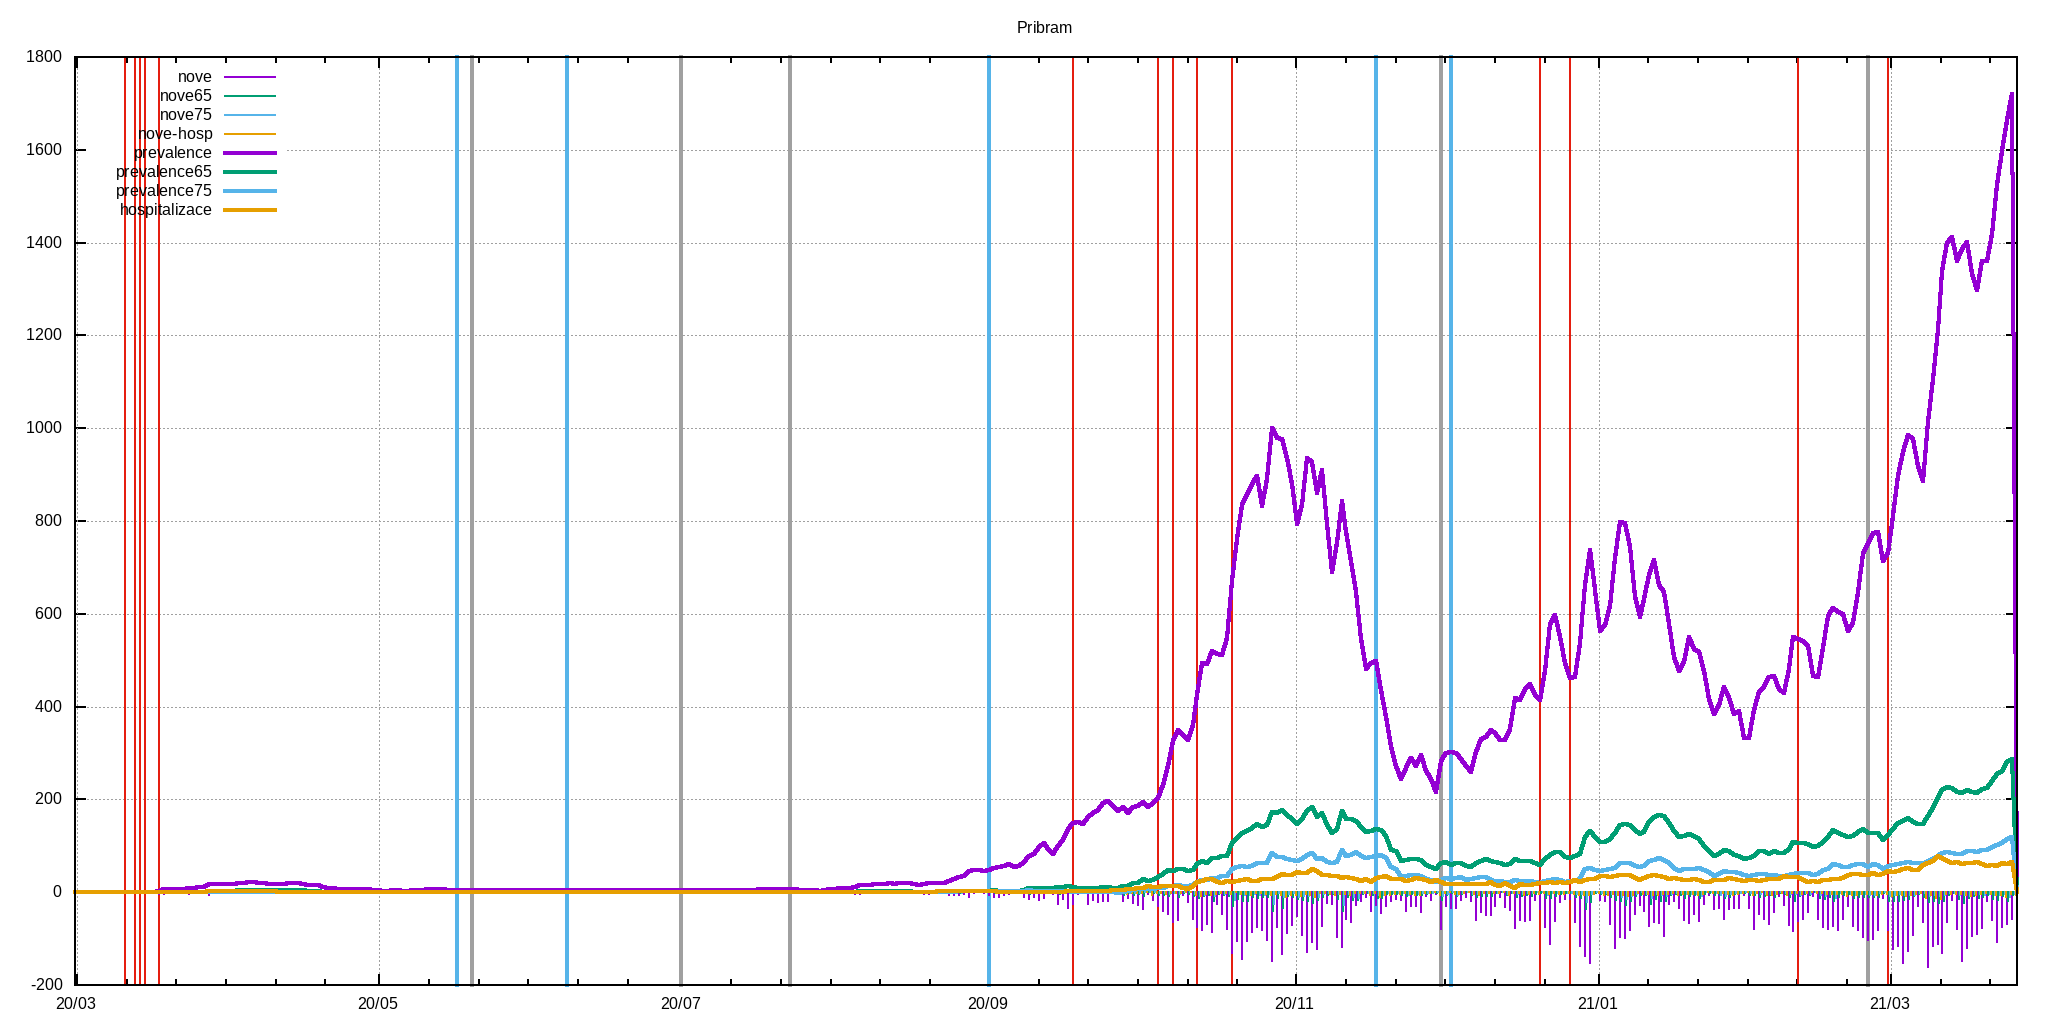 Pribram
1800
1600
1400
1200
1000
800
600
400
200
0
-200
nove
nove65
nove75
nove-hosp
prevalence
prevalence65
prevalence75
hospitalizace
20/03 20/05 20/07 20/09 20/11 21/01 21/03